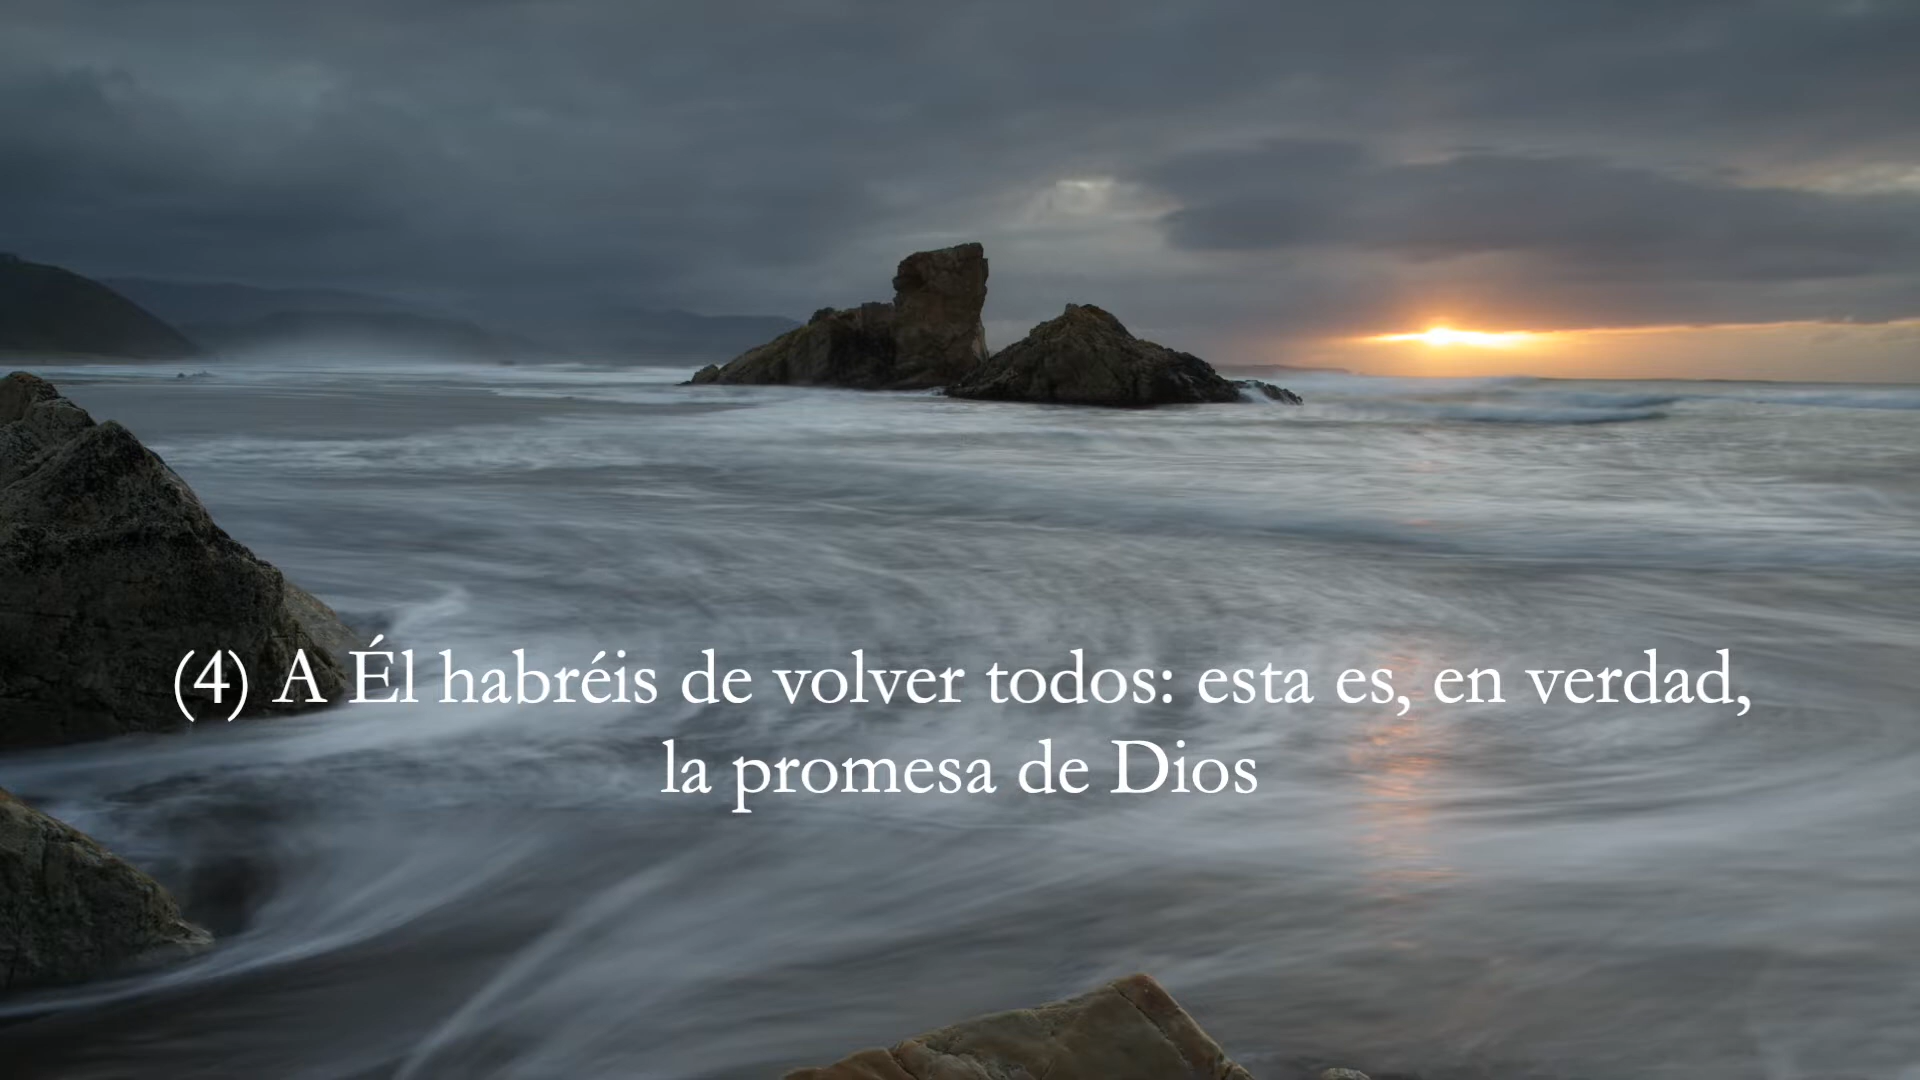 (4) A Él habréis de volver todos: esta es, en verdad,
la promesa de Dios